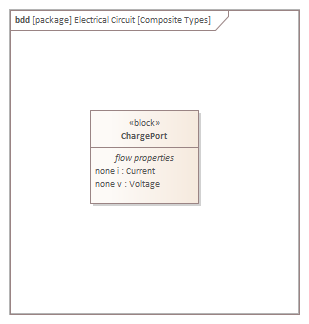 bdd [package] Electrical Circuit [Composite Types]
«block»
ChargePort
flow properties
none i : Current
none v : Voltage